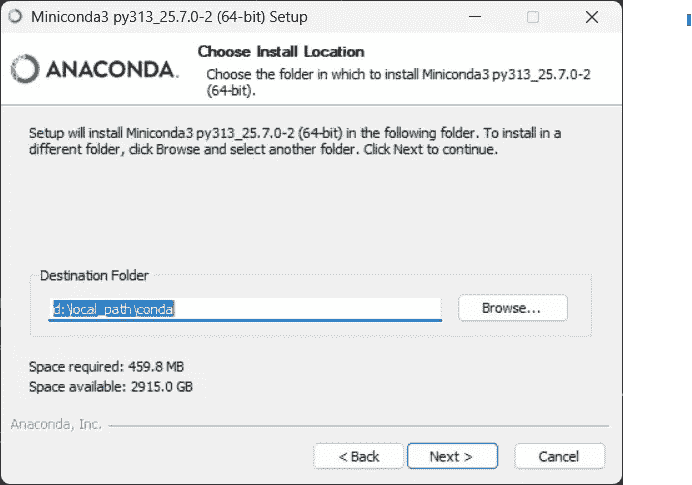 Miniconda3 py313_25.7.0-2 (64-bit) Setup
Choose Install Location
ANACONDA.
Choose the folder in which to install Miniconda3 py313_25.7.0-2
(64-bit).
Setup will install Miniconda3 py313_25.7.0-2 (64-bit) in the following folder. To install in a
different folder, click Browse and select another folder. Click Next to continue.
Destination Folder
d:\local_path\conda
Browse...
Space required: 459.8 MB
Space available: 2915.0 GB
Anaconda, Inc.
< Back
Next >
Cancel